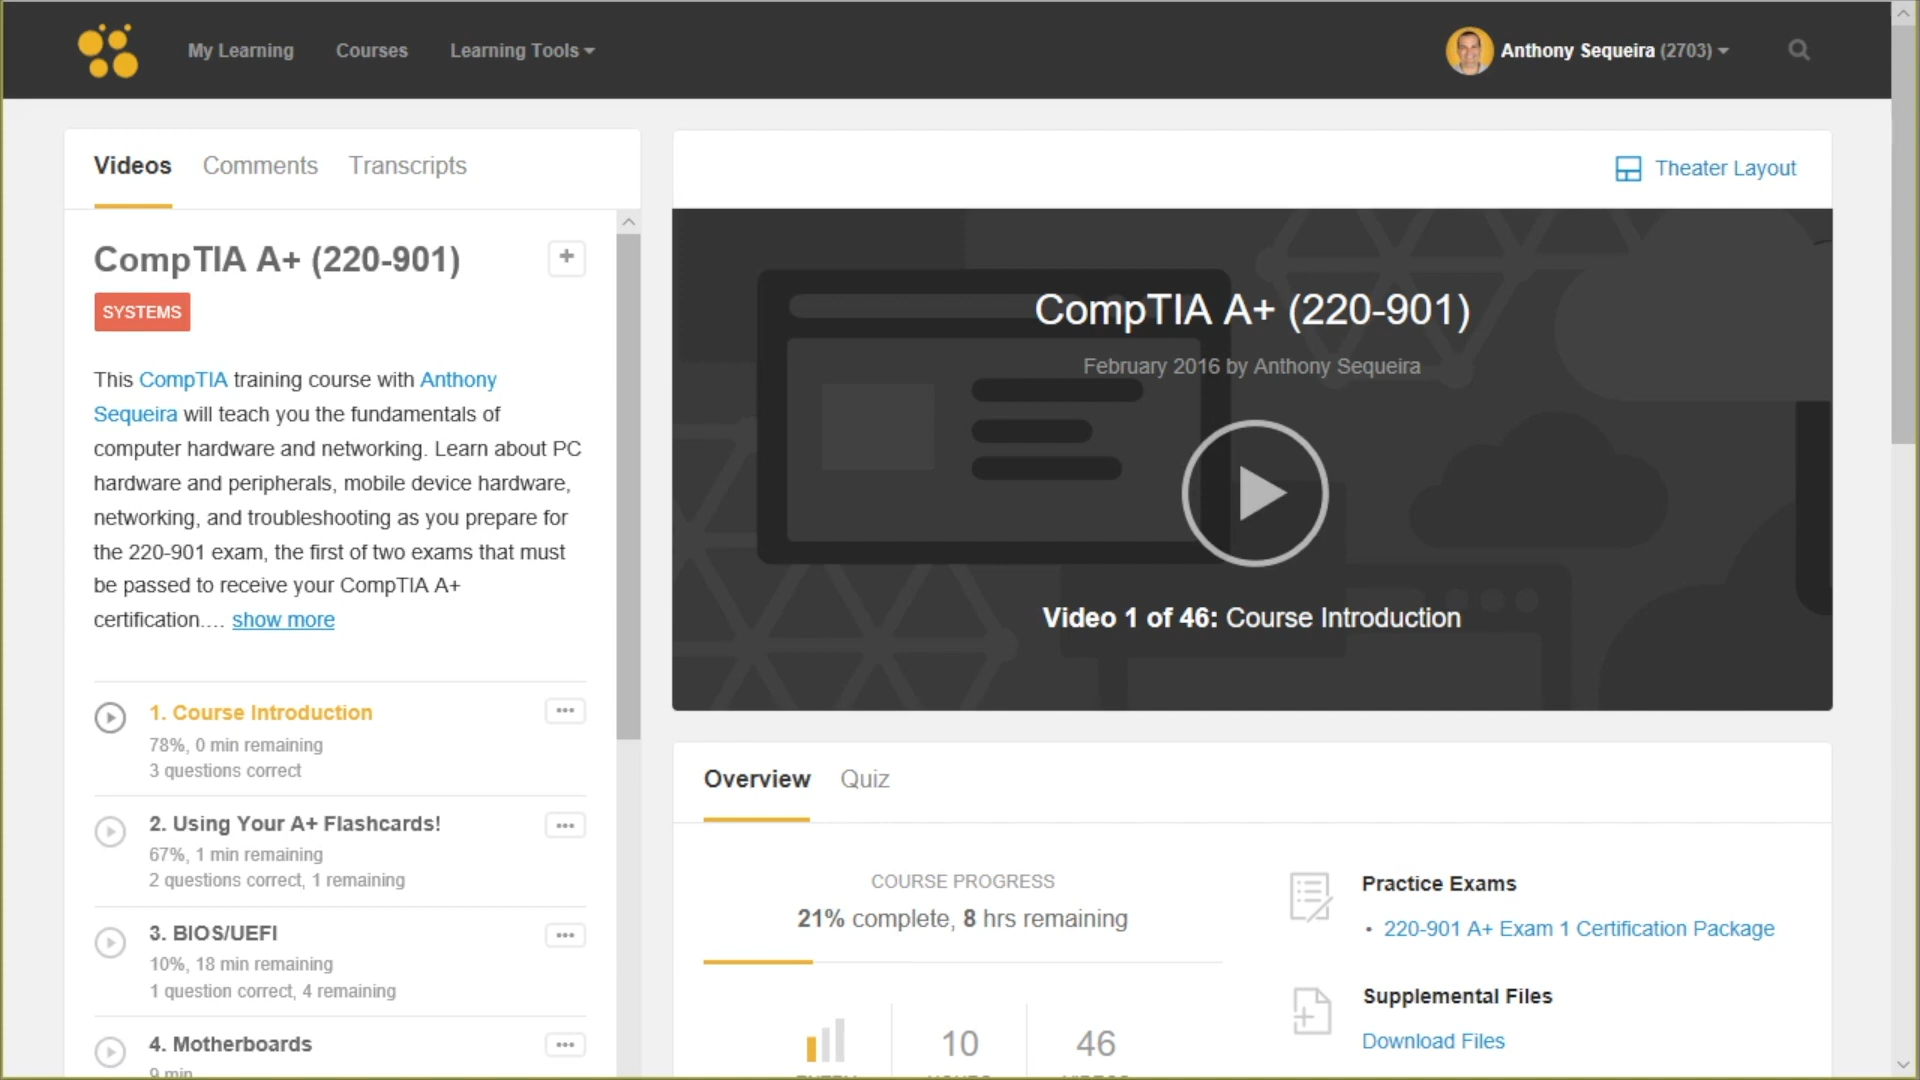 My Learning
Courses
Learning Tools
Anthony Sequeira (2703)
Videos
Comments
Transcripts
CompTIA A+ (220-901)
+
SYSTEMS
This CompTIA training course with Anthony
Sequeira will teach you the fundamentals of
computer hardware and networking. Learn about PC
hardware and peripherals, mobile device hardware,
networking, and troubleshooting as you prepare for
the 220-901 exam, the first of two exams that must
be passed to receive your CompTIA A+
certification.... show more
1. Course Introduction
78%, 0 min remaining
3 questions correct
2. Using Your A+ Flashcards!
67%, 1 min remaining
2 questions correct, 1 remaining
3. BIOS/UEFI
10%, 18 min remaining
1 question correct, 4 remaining
4. Motherboards
9 min
Theater Layout
CompTIA A+ (220-901)
February 2016 by Anthony Sequeira
Video 1 of 46: Course Introduction
Overview
Quiz
COURSE PROGRESS
21% complete, 8 hrs remaining
10
46
Practice Exams
• 220-901 A+ Exam 1 Certification Package
Supplemental Files
Download Files